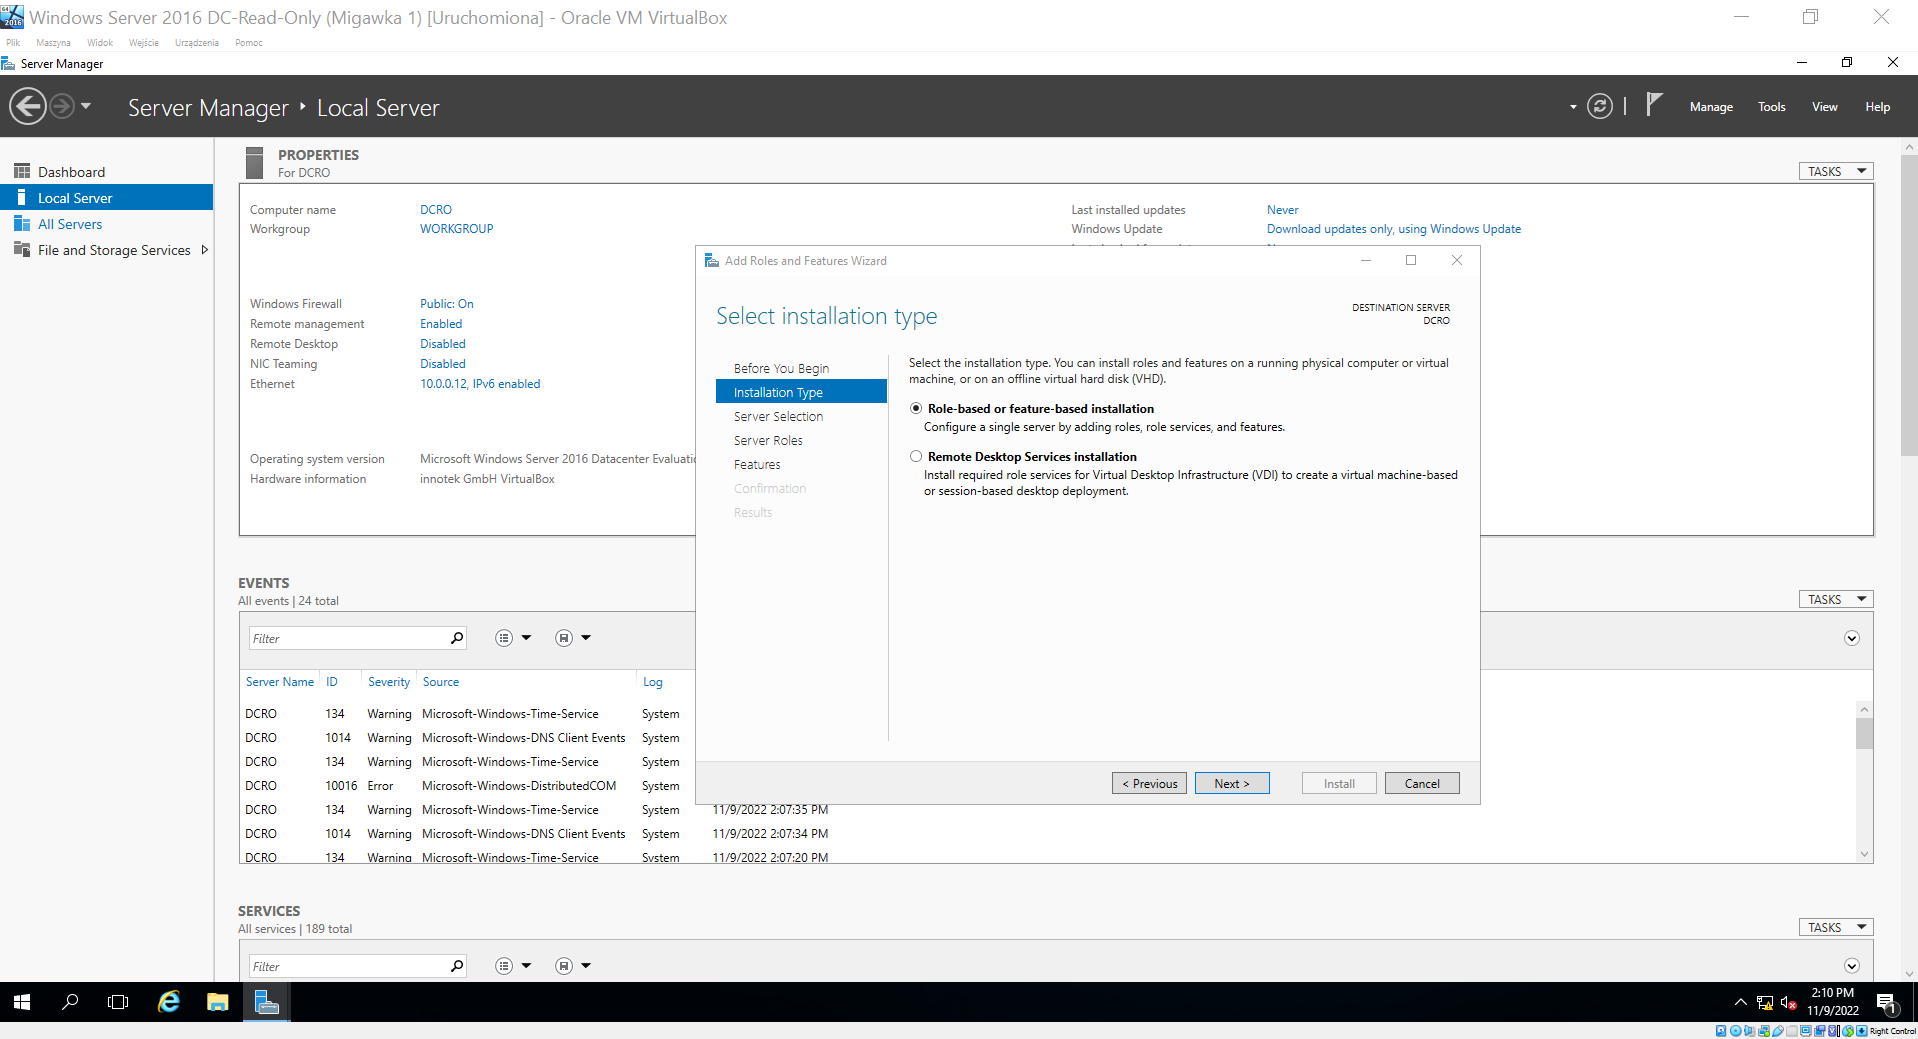 Windows Server 2016 DC-Read-Only (Migawka 1) [Uruchomiona] - Oracle VM VirtualBox
Plik Maszyna Widok Wejście Urządzenia Pomoc
Server Manager
Server Manager Local Server
Manage Tools View Help
Dashboard
Local Server
All Servers
File and Storage Services
PROPERTIES
For DCRO
TASKS
Computer name DCRO
Workgroup WORKGROUP
Last installed updates Never
Windows Update Download updates only, using Windows Update
Windows Firewall Public: On
Remote management Enabled
Remote Desktop Disabled
NIC Teaming Disabled
Ethernet 10.0.0.12, IPv6 enabled
Operating system version Microsoft Windows Server 2016 Datacenter
Hardware information innotek GmbH VirtualBox
Add Roles and Features Wizard
Select installation type
DESTINATION SERVER
DCRO
Before You Begin
Installation Type
Server Selection
Server Roles
Features
Confirmation
Results
Select the installation type. You can install roles and features on a running physical computer or virtual
machine, or on an offline virtual hard disk (VHD).
Role-based or feature-based installation
Configure a single server by adding roles, role services, and features.
Remote Desktop Services installation
Install required role services for Virtual Desktop Infrastructure (VDI) to create a virtual machine-based
or session-based desktop deployment.
< Previous Next > Install Cancel
EVENTS
All events | 24 total
TASKS
Filter
Server Name ID Severity Source Log
DCRO 134 Warning Microsoft-Windows-Time-Service System
DCRO 1014 Warning Microsoft-Windows-DNS Client Events System
DCRO 134 Warning Microsoft-Windows-Time-Service System
DCRO 10016 Error Microsoft-Windows-DistributedCOM System
DCRO 134 Warning Microsoft-Windows-Time-Service System 11/9/2022 2:07:35 PM
DCRO 1014 Warning Microsoft-Windows-DNS Client Events System 11/9/2022 2:07:34 PM
DCRO 134 Warning Microsoft-Windows-Time-Service System 11/9/2022 2:07:20 PM
SERVICES
All services | 189 total
TASKS
Filter
2:10 PM
11/9/2022
1
Right Control